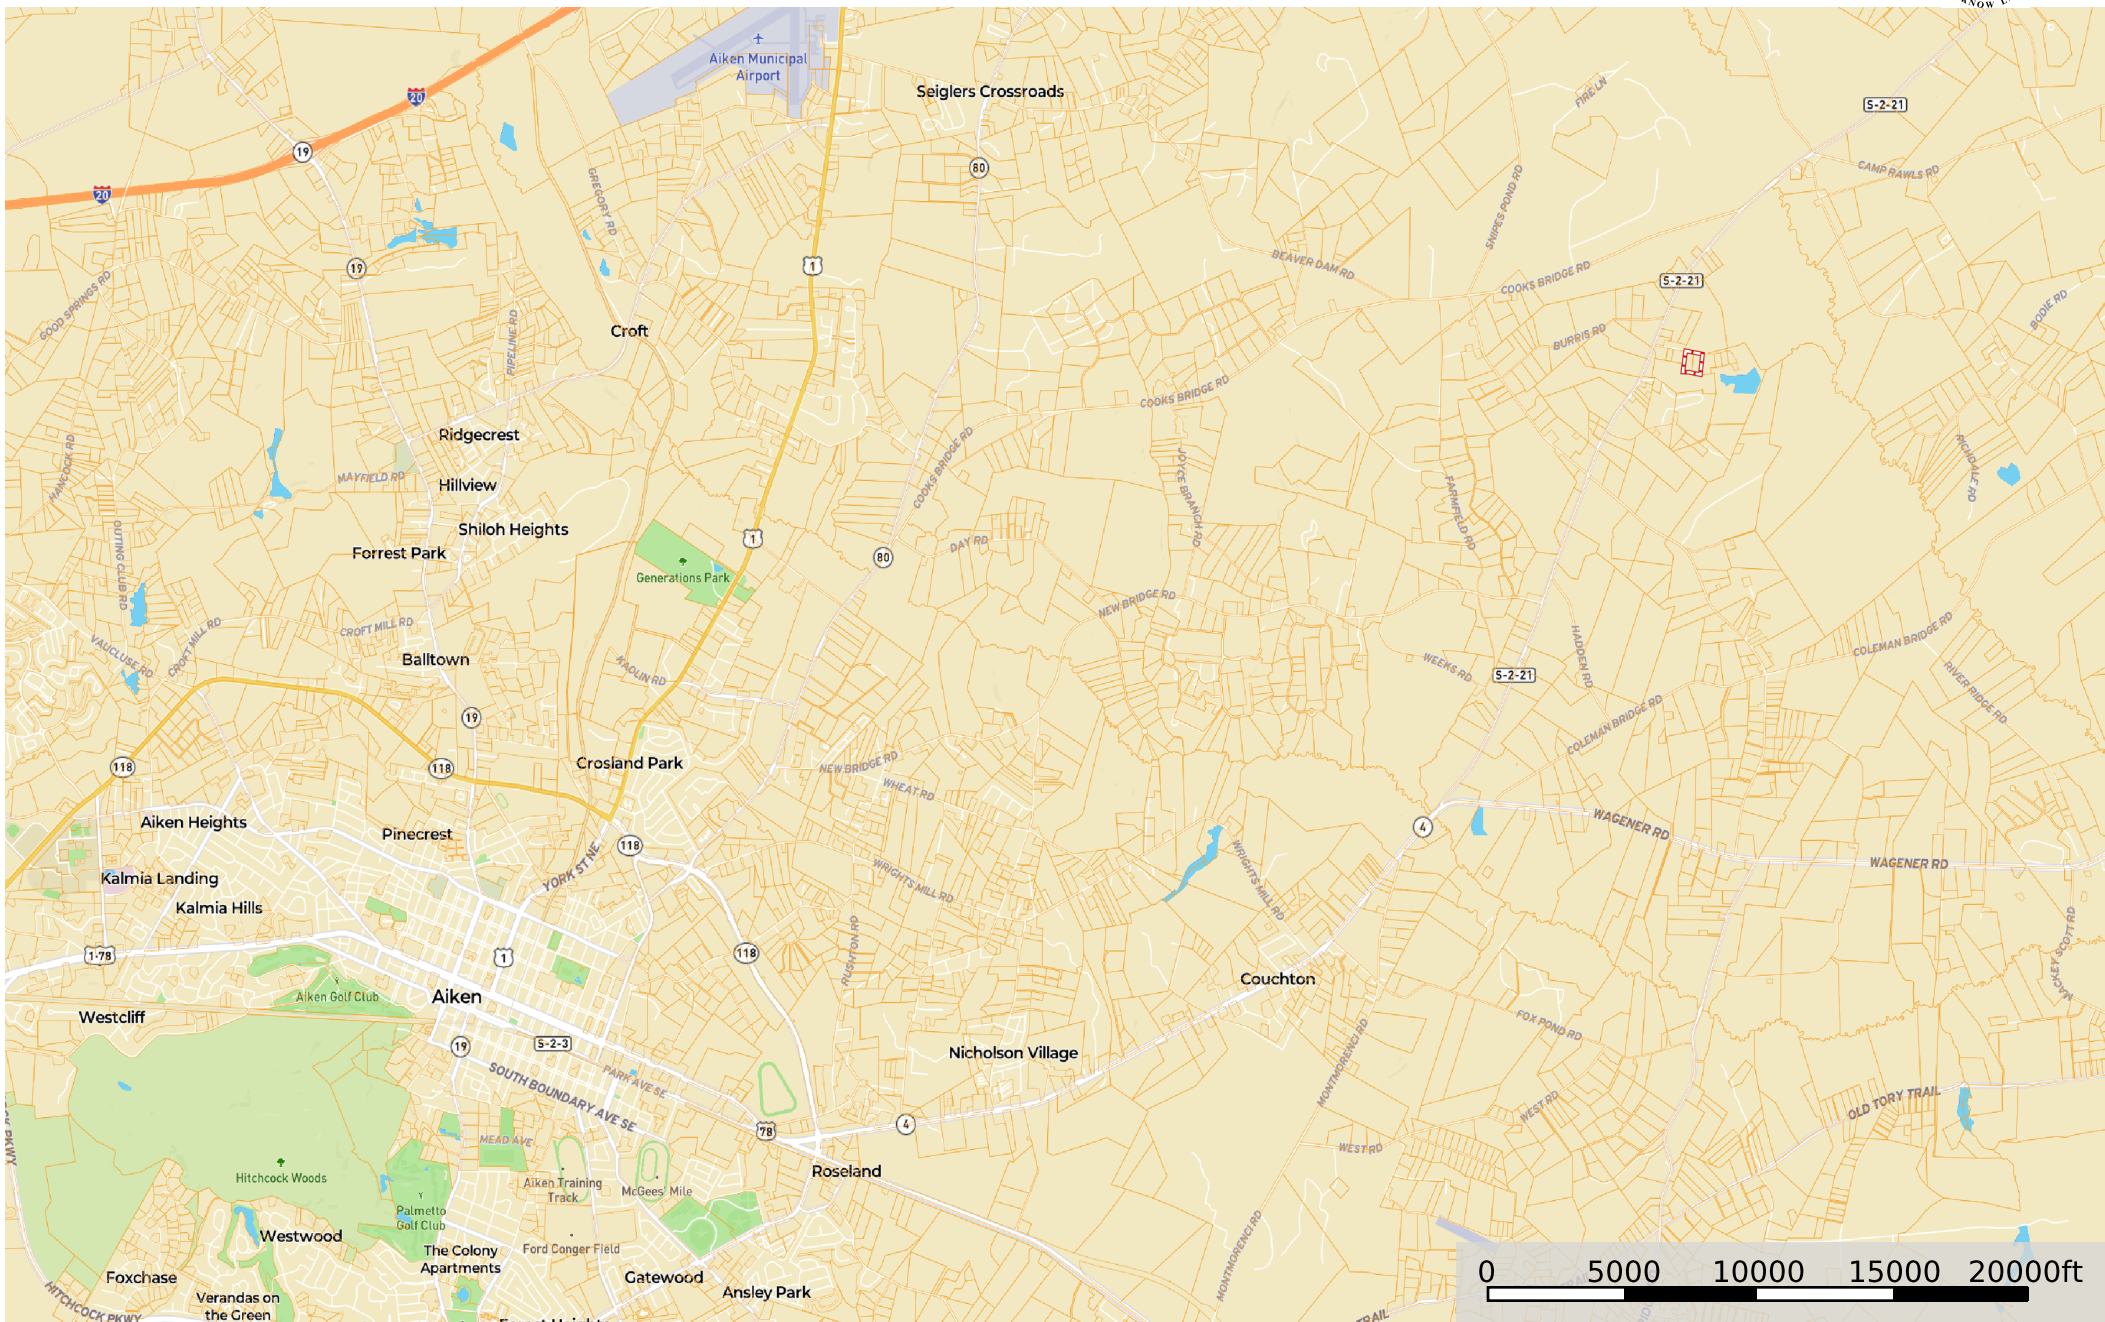 KNOW
Aiken Municipal
Airport
Seiglers Crossroads
FIRE LN
S-2-21
20
19
80
CAMP RAWLS RD
20
GREGORY RD
SNIPES POND RD
19
1
BEAVER DAM RD
COOKS BRIDGE RD
S-2-21
GOOD SPRINGS RD
BODIE RD
Croft
PIPELINE RD
BURRIS RD
COOKS BRIDGE RD
Ridgecrest
HANCOCK RD
MAYFIELD RD
Hillview
COOKS BRIDGE RD
JOYCE BRANCH RD
FARMFIELD RD
RICHDALE RD
Shiloh Heights
Forrest Park
1
80
DAY RD
OUTING CLUB RD
Generations Park
NEW BRIDGE RD
CROFT MILL RD
CROFT MILL RD
VAUCLUSE RD
Balltown
KAOLIN RD
WEEKS RD
HADDEN RD
S-2-21
COLEMAN BRIDGE RD
RIVER RIDGE RD
19
COLEMAN BRIDGE RD
118
118
Crosland Park
NEW BRIDGE RD
WHEAT RD
Aiken Heights
Pinecrest
118
4
WAGENER RD
WAGENER RD
YORK ST NE
Kalmia Landing
WRIGHTS MILL RD
WRIGHTS MILL RD
Kalmia Hills
RUSHTON RD
MACKEY SCOTT RD
1-78
1
118
Couchton
Aiken Golf Club
Aiken
Westcliff
19
S-2-3
FOX POND RD
Nicholson Village
SOUTH BOUNDARY AVE SE
PARK AVE SE
MONTMORENCI RD
WEST RD
OLD TORY TRAIL
PKWY
MEAD AVE
78
4
WEST RD
Hitchcock Woods
Roseland
Aiken Training
Track
McGees' Mile
Palmetto
Golf Club
Westwood
The Colony
Apartments
Ford Conger Field
MONTMORENCI RD
Foxchase
Gatewood
Ansley Park
Verandas on
the Green
HITCHCOCK PKWY
TRAIL
0 5000 10000 15000 20000ft